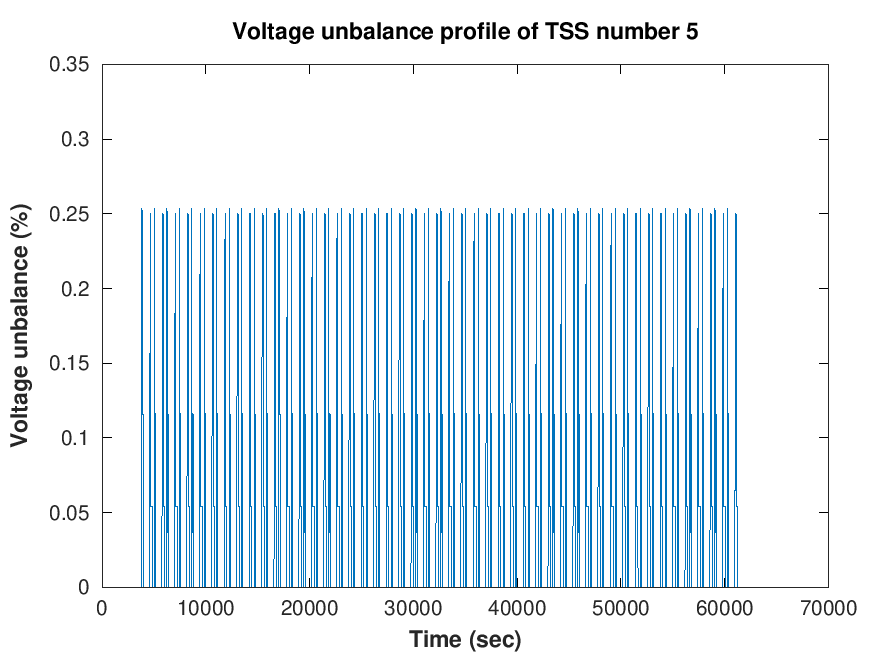 Voltage unbalance profile of TSS number 5
0.35
0.3
0.25
0.2
0.15
0.1
0.05
0
Voltage unbalance (%)
0 10000 20000 30000 40000 50000 60000 70000
Time (sec)